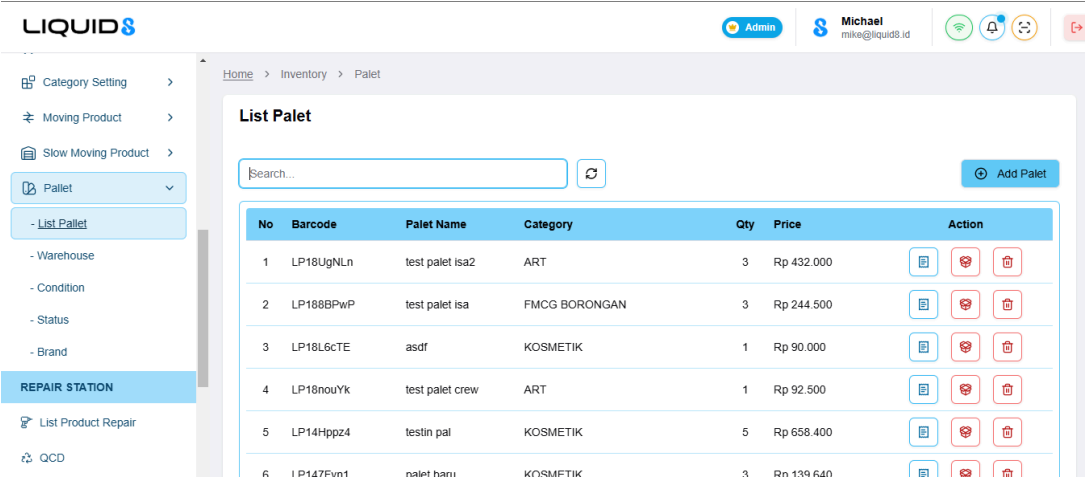 LIQUID8
Admin
Michael
mike@liquid8.id
Category Setting
Moving Product
Slow Moving Product
Pallet
- List Pallet
- Warehouse
- Condition
- Status
- Brand
REPAIR STATION
List Product Repair
QCD
Home > Inventory > Palet
List Palet
Search...
Add Palet
No Barcode Palet Name Category Qty Price Action
1 LP18UgNLn test palet isa2 ART 3 Rp 432.000
2 LP188BPwP test palet isa FMCG BORONGAN 3 Rp 244.500
3 LP18L6cTE asdf KOSMETIK 1 Rp 90.000
4 LP18nouYk test palet crew ART 1 Rp 92.500
5 LP14Hppz4 testin pal KOSMETIK 5 Rp 658.400
6 palet baru KOSMETIK 3 Rp 139.640